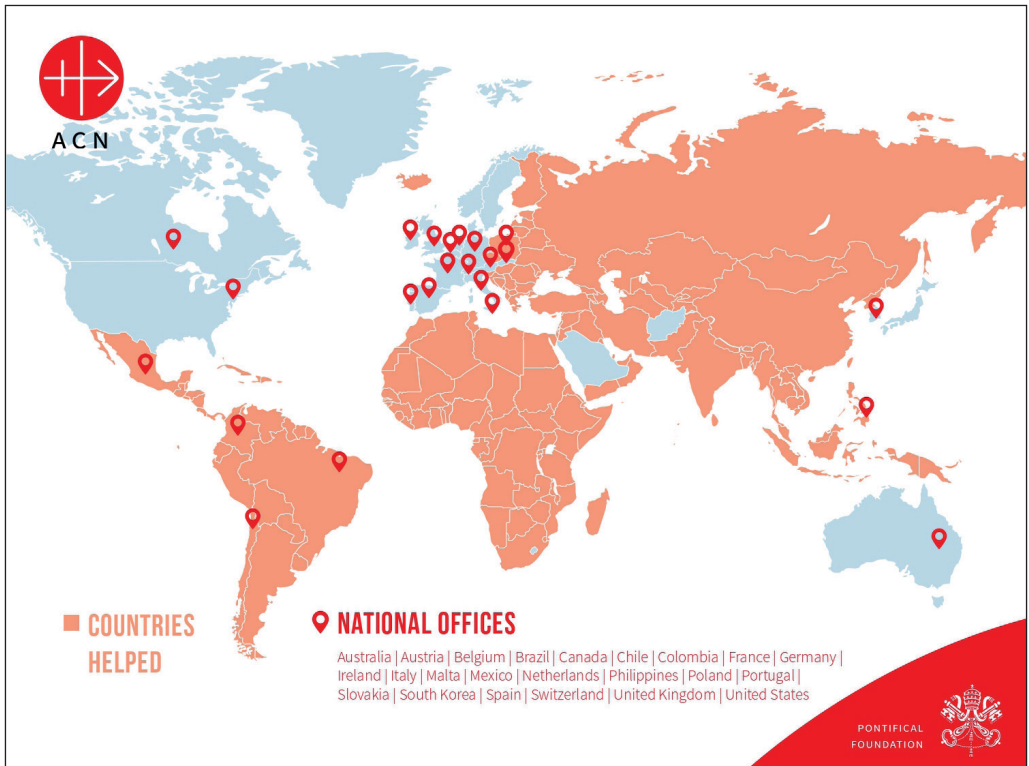 ACN
COUNTRIES
HELPED
NATIONAL OFFICES
Australia | Austria | Belgium | Brazil | Canada | Chile | Colombia | France | Germany |
Ireland | Italy | Malta | Mexico | Netherlands | Philippines | Poland | Portugal |
Slovakia | South Korea | Spain | Switzerland | United Kingdom | United States
PONTIFICAL
FOUNDATION